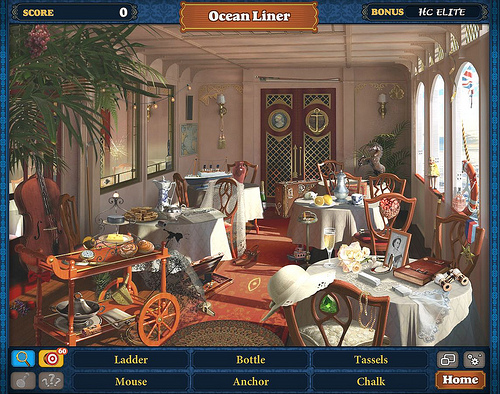 SCORE 0
Ocean Liner
BONUS HC ELITE
60
Ladder Bottle Tassels
Mouse Anchor Chalk
Home